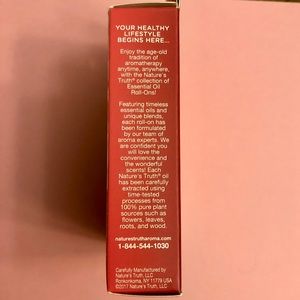 YOUR HEALTHY
LIFESTYLE
BEGINS HERE...
Enjoy the age-old
tradition of
aromatherapy
anytime, anywhere,
with the Nature's
Truth® collection of
Essential Oil
Roll-Ons!
Featuring timeless
essential oils and
unique blends,
each roll-on has
been formulated
by our team of
aroma experts. We
are confident you
will love the
convenience and
the wonderful
scents! Each
Nature's Truth® oil
has been carefully
extracted using
time-tested
processes from
100% pure plant
sources such as
flowers, leaves,
roots, and wood.
naturestrutharoma.com
1-844-544-1030
Carefully Manufactured by
Nature's Truth, LLC
Ronkonkoma, NY 11779 USA
©2017 Nature's Truth, LLC